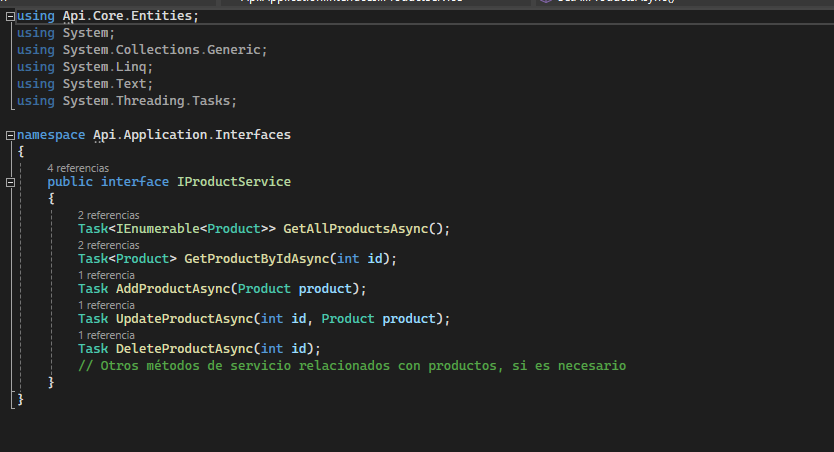 using Api.Core.Entities;
using System;
using System.Collections.Generic;
using System.Linq;
using System.Text;
using System.Threading.Tasks;
namespace Api.Application.Interfaces
{
4 referencias
public interface IProductService
{
2 referencias
Task<IEnumerable<Product>> GetAllProductsAsync();
2 referencias
Task<Product> GetProductByIdAsync(int id);
1 referencia
Task AddProductAsync(Product product);
1 referencia
Task UpdateProductAsync(int id, Product product);
1 referencia
Task DeleteProductAsync(int id);
// Otros métodos de servicio relacionados con productos, si es necesario
}
}